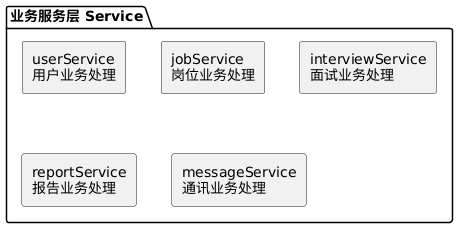 业务服务层 Service
userService
用户业务处理
jobService
岗位业务处理
interviewService
面试业务处理
reportService
报告业务处理
messageService
通讯业务处理